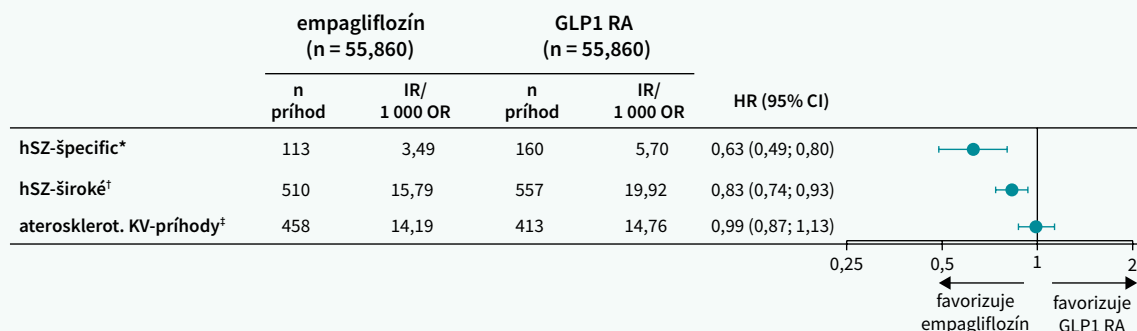 empagliflozín GLP1 RA
(n = 55,860) (n = 55,860)
n IR/ n IR/ HR (95% CI)
príhod 1 000 OR príhod 1 000 OR
hSZ-špecific* 113 3,49 160 5,70 0,63 (0,49; 0,80)
hSZ-široké† 510 15,79 557 19,92 0,83 (0,74; 0,93)
aterosklerot. KV-príhody‡ 458 14,19 413 14,76 0,99 (0,87; 1,13)
0,25 0,5 1 2
favorizuje favorizuje
empagliflozín GLP1 RA